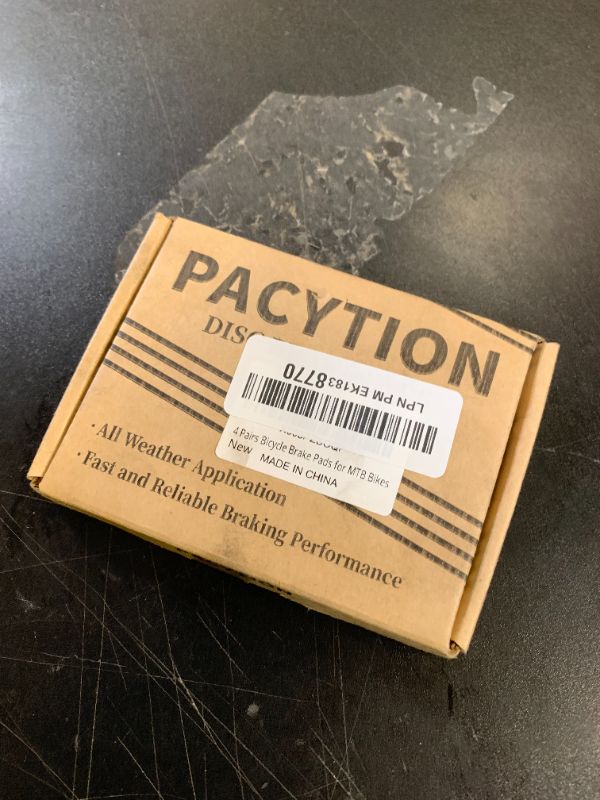 PACYTION
LPN PM EK1838770
4 Pairs Bicycle Brake Pads for MTB Bikes
New MADE IN CHINA
· All Weather Application
· Fast and Reliable Braking Performance